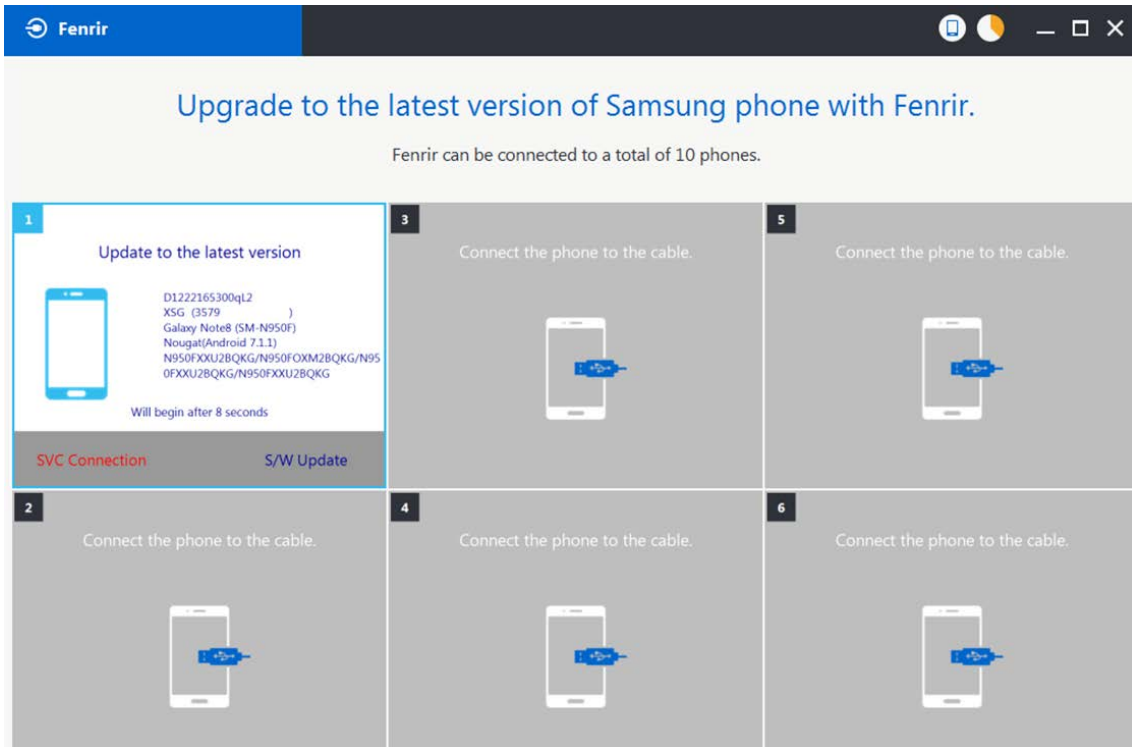 Fenrir
Upgrade to the latest version of Samsung phone with Fenrir.
Fenrir can be connected to a total of 10 phones.
1
Update to the latest version
D1222165300qL2
XSG (3579 )
Galaxy Note8 (SM-N950F)
Nougat(Android 7.1.1)
N950FXXU2BQKG/N950FOXM2BQKG/N95
0FXXU2BQKG/N950FXXU2BQKG
Will begin after 8 seconds
SVC Connection S/W Update
2
Connect the phone to the cable.
3
Connect the phone to the cable.
4
Connect the phone to the cable.
5
Connect the phone to the cable.
6
Connect the phone to the cable.